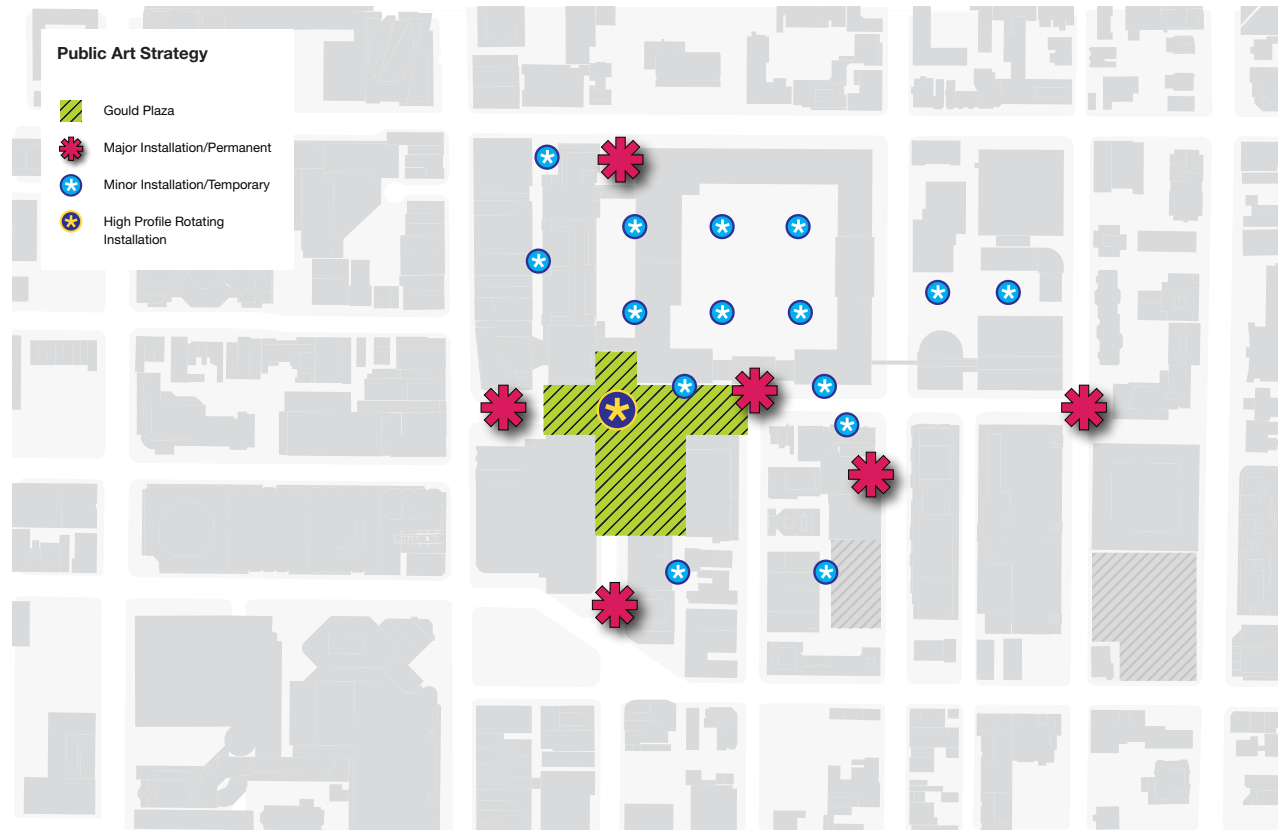 Public Art Strategy
Gould Plaza
Major Installation/Permanent
Minor Installation/Temporary
High Profile Rotating
Installation